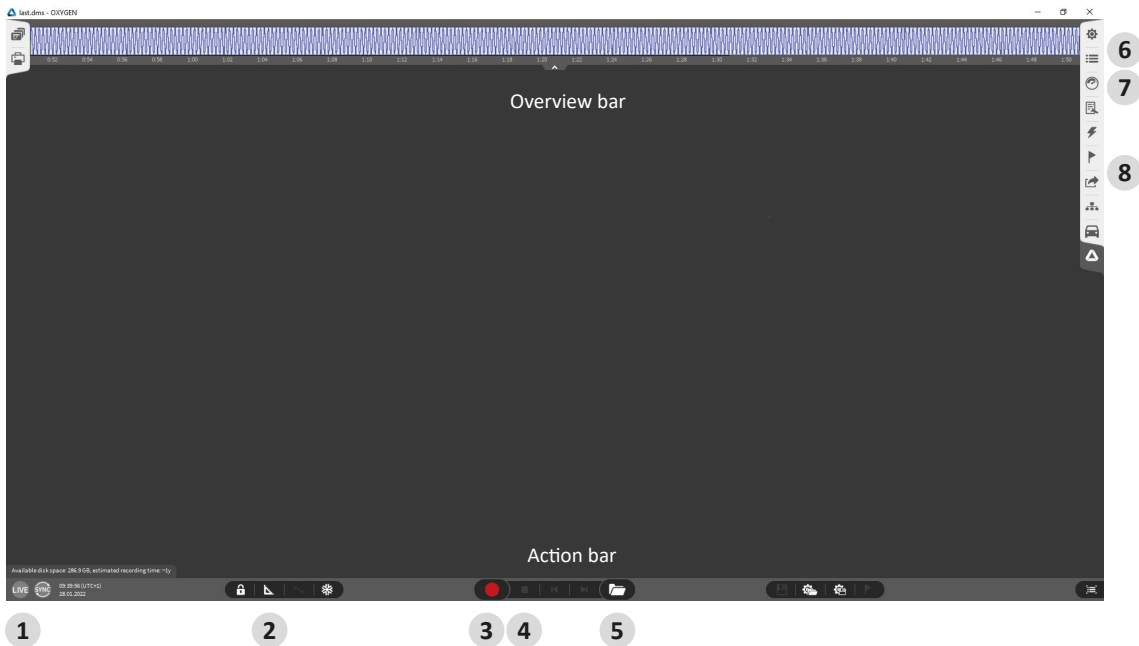 last.dms - OXYGEN
0:52 0:54 0:56 0:58 1:00 1:02 1:04 1:06 1:08 1:10 1:12 1:14 1:16 1:18 1:20 1:22 1:24 1:26 1:28 1:30 1:32 1:34 1:36 1:38 1:40 1:42 1:44 1:46 1:48 1:50
6
Overview bar
7
8
Action bar
Available disk space: 286.9 GB, estimated recording time: ~1y
LIVE SYNC 09:39:56 (UTC+1)
28.01.2022
1 2 3 4 5